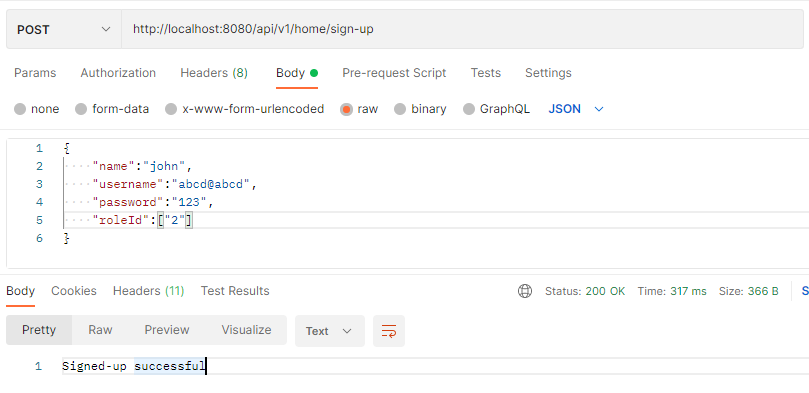 POST http://localhost:8080/api/v1/home/sign-up
Params Authorization Headers (8) Body Pre-request Script Tests Settings
none form-data x-www-form-urlencoded raw binary GraphQL JSON
1 {
2 ····"name":"john",
3 ····"username":"abcd@abcd",
4 ····"password":"123",
5 ····"roleId":["2"]
6 }
Body Cookies Headers (11) Test Results Status: 200 OK Time: 317 ms Size: 366 B S
Pretty Raw Preview Visualize Text
1 Signed-up successful